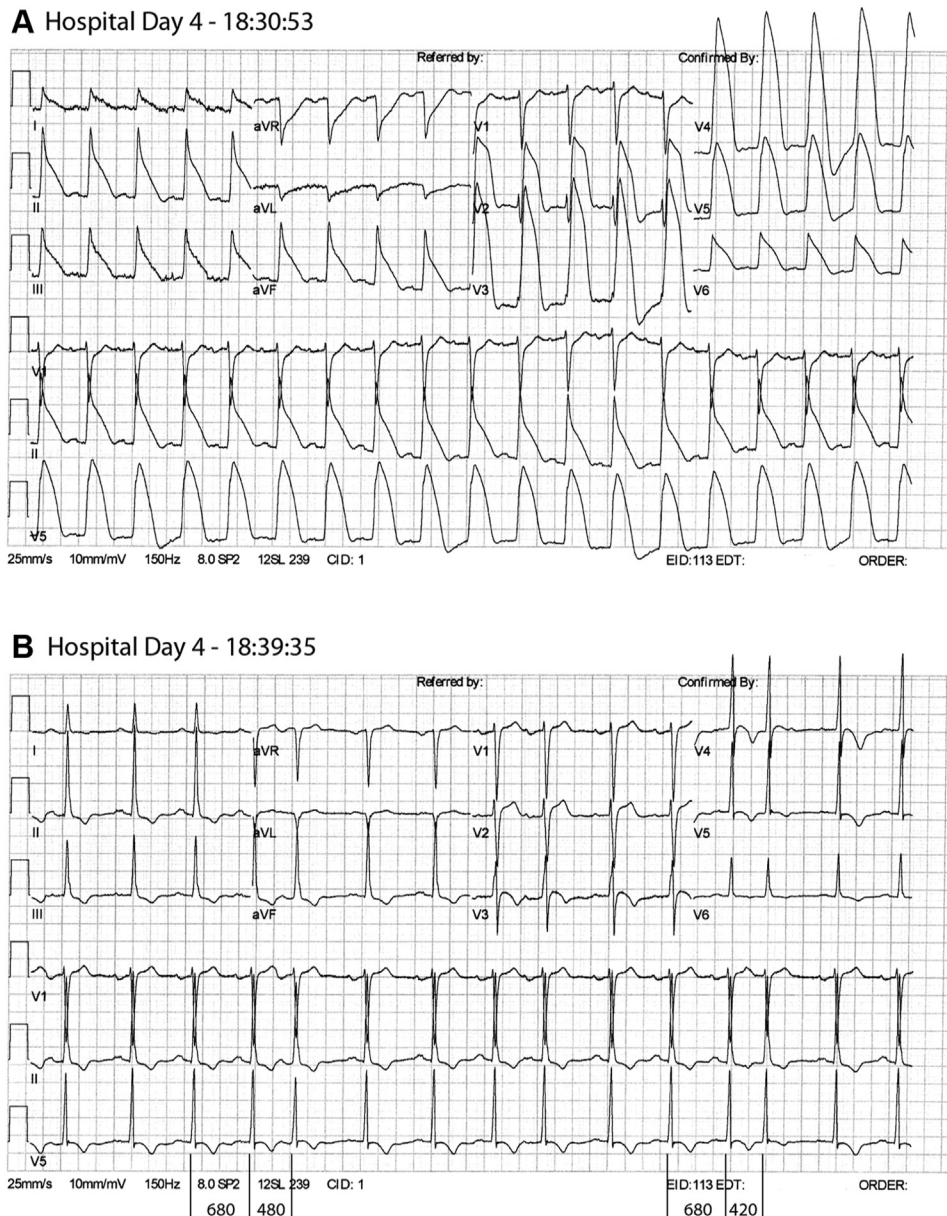 A Hospital Day 4 - 18:30:53
Referred by: Confirmed By:
I aVR V1 V4
II aVL V2 V5
III aVF V3 V6
V1
II
V5
25mm/s 10mm/mV 150Hz 8.0 SP2 12SL 239 CID: 1 EID:113 EDT: ORDER:
B Hospital Day 4 - 18:39:35
Referred by: Confirmed By:
I aVR V1 V4
II aVL V2 V5
III aVF V3 V6
V1
II
V5
25mm/s 10mm/mV 150Hz 8.0 SP2 12SL 239 CID: 1 EID:113 EDT: ORDER:
680 480 680 420